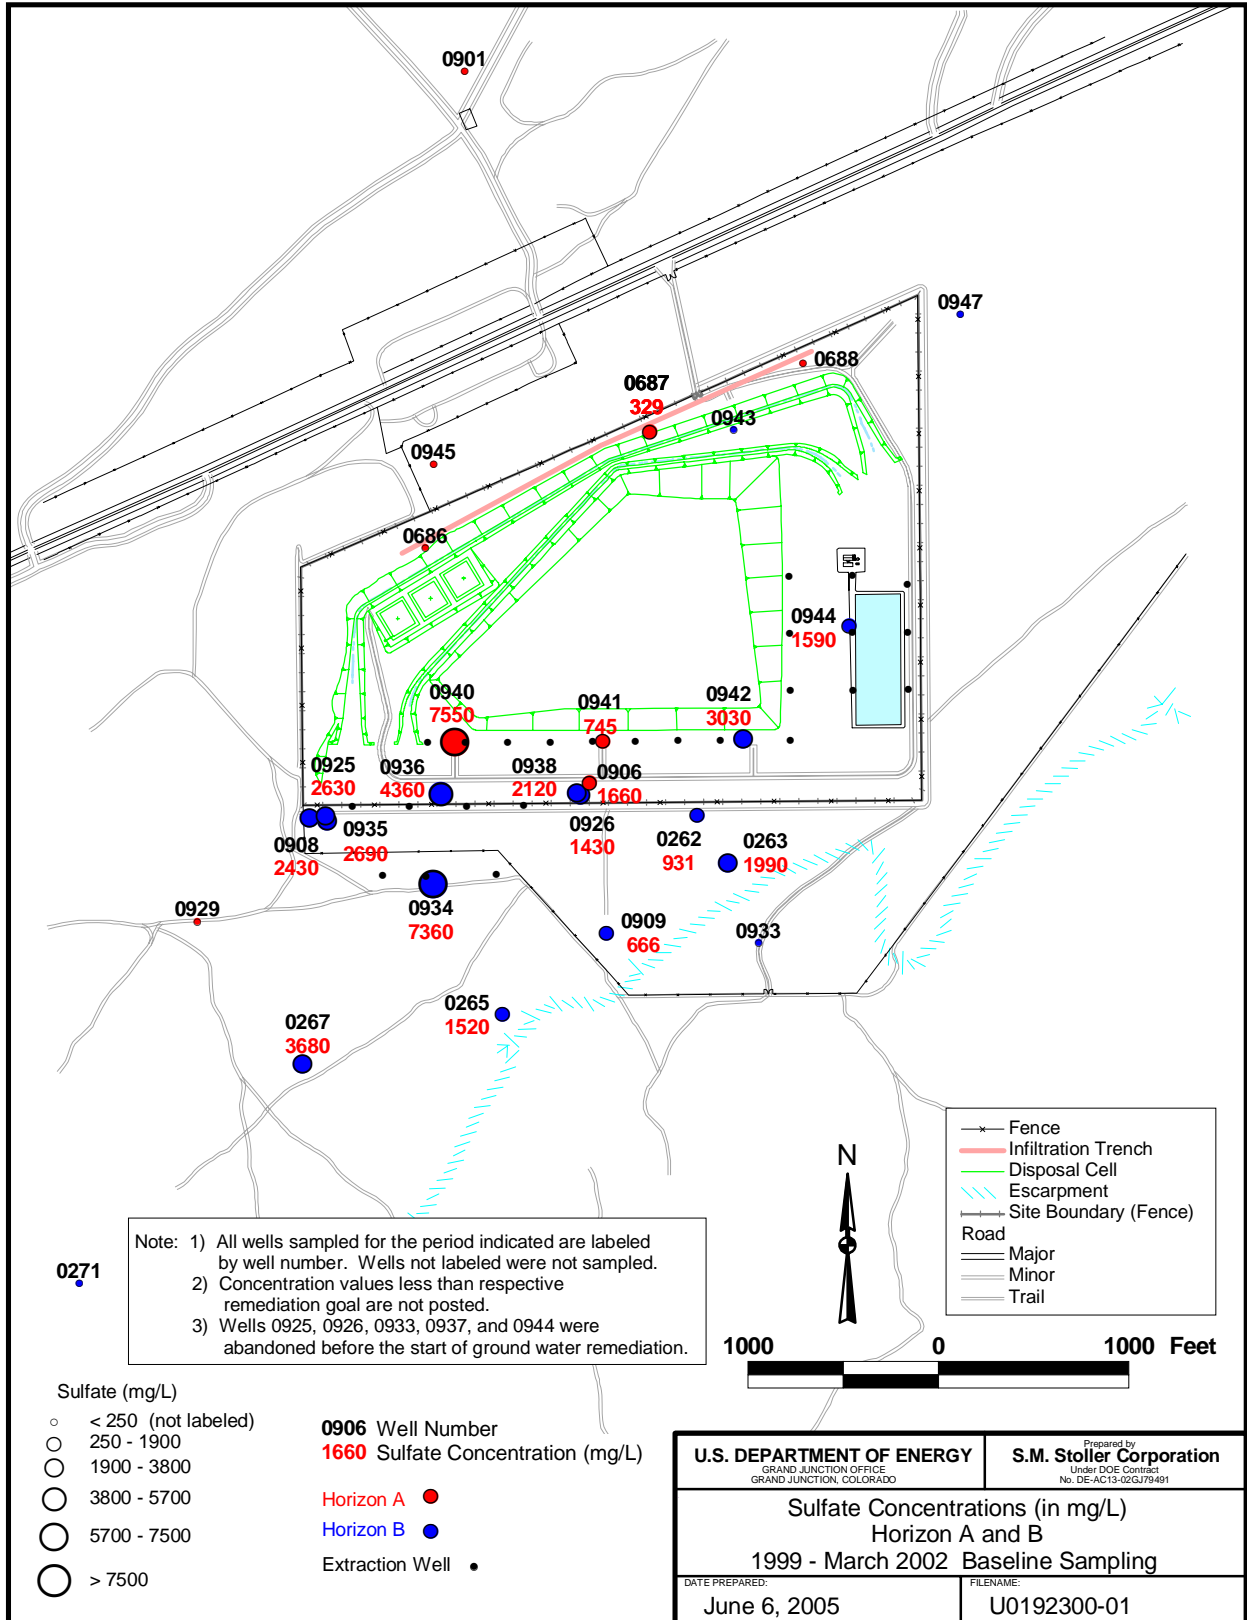 0901
0947
0688
0687
329
0943
0945
0686
0944
1590
0940
7550
0941
745
0942
3030
0925
2630
0936
4360
0938
2120
0906
1660
0908
2430
0935
2690
0926
1430
0262
931
0263
1990
0929
0934
7360
0909
666
0933
0265
1520
0267
3680
0271
Fence
Infiltration Trench
Disposal Cell
Escarpment
Site Boundary (Fence)
Road
Major
Minor
Trail
N
Note: 1) All wells sampled for the period indicated are labeled
by well number. Wells not labeled were not sampled.
2) Concentration values less than respective
remediation goal are not posted.
3) Wells 0925, 0926, 0933, 0937, and 0944 were
abandoned before the start of ground water remediation.
1000 0 1000 Feet
Sulfate (mg/L)
< 250 (not labeled)
250 - 1900
1900 - 3800
3800 - 5700
5700 - 7500
> 7500
0906 Well Number
1660 Sulfate Concentration (mg/L)
Horizon A
Horizon B
Extraction Well
U.S. DEPARTMENT OF ENERGY
GRAND JUNCTION OFFICE
GRAND JUNCTION, COLORADO
Prepared by
S.M. Stoller Corporation
Under DOE Contract
No. DE-AC13-02GJ79491
Sulfate Concentrations (in mg/L)
Horizon A and B
1999 - March 2002 Baseline Sampling
DATE PREPARED:
June 6, 2005
FILENAME:
U0192300-01